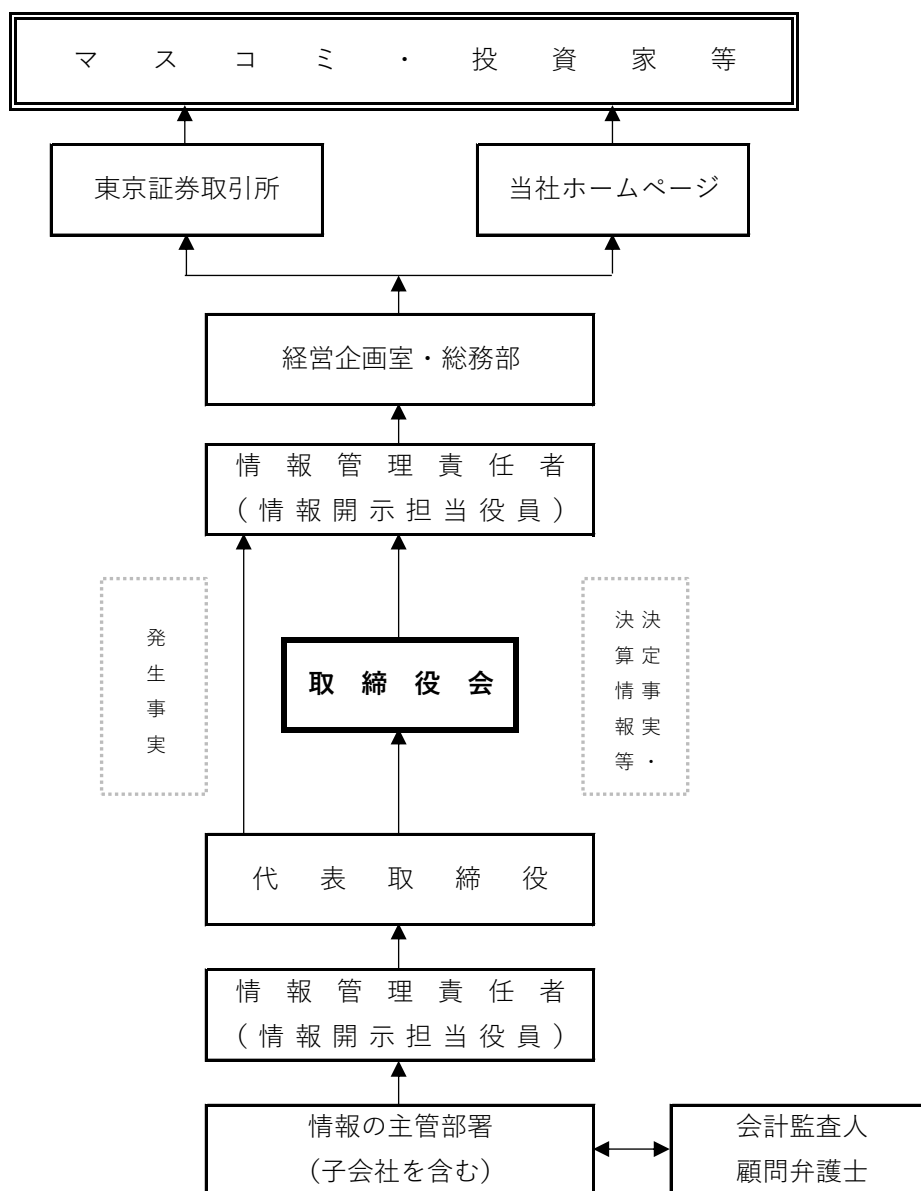 マスコミ・投資家等
東京証券取引所
当社ホームページ
経営企画室・総務部
情報管理責任者
(情報開示担当役員)
発生事実
取締役会
決定事実・
決算情報等
代表取締役
情報管理責任者
(情報開示担当役員)
情報の主管部署
(子会社を含む)
会計監査人
顧問弁護士